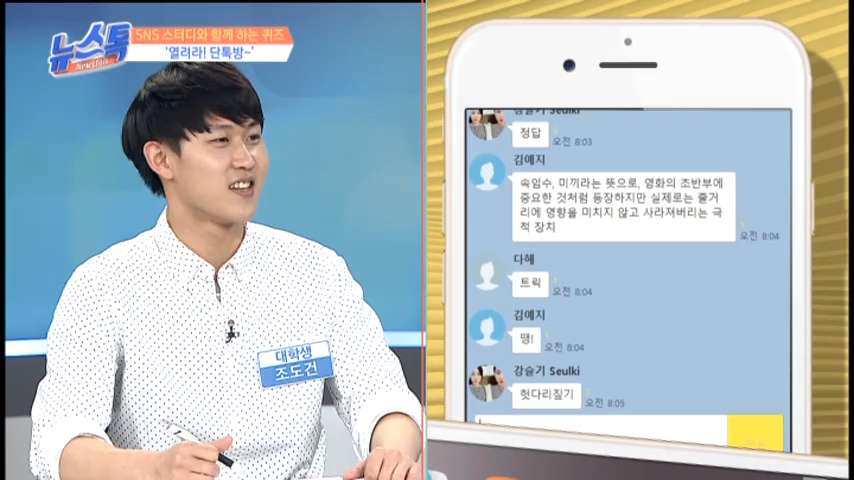 뉴스톡
Newstalk
SNS 스터디와 함께 하는 퀴즈
'열려라! 단톡방~'
대학생
조도건
강슬기 Seulki
정답
오전 8:03
김예지
속임수, 미끼라는 뜻으로, 영화의 초반부에
중요한 것처럼 등장하지만 실제로는 줄거
리에 영향을 미치지 않고 사라져버리는 극
적 장치
오전 8:04
다혜
트릭
오전 8:04
김예지
땡!
오전 8:04
강슬기 Seulki
헛다리짚기
오전 8:05